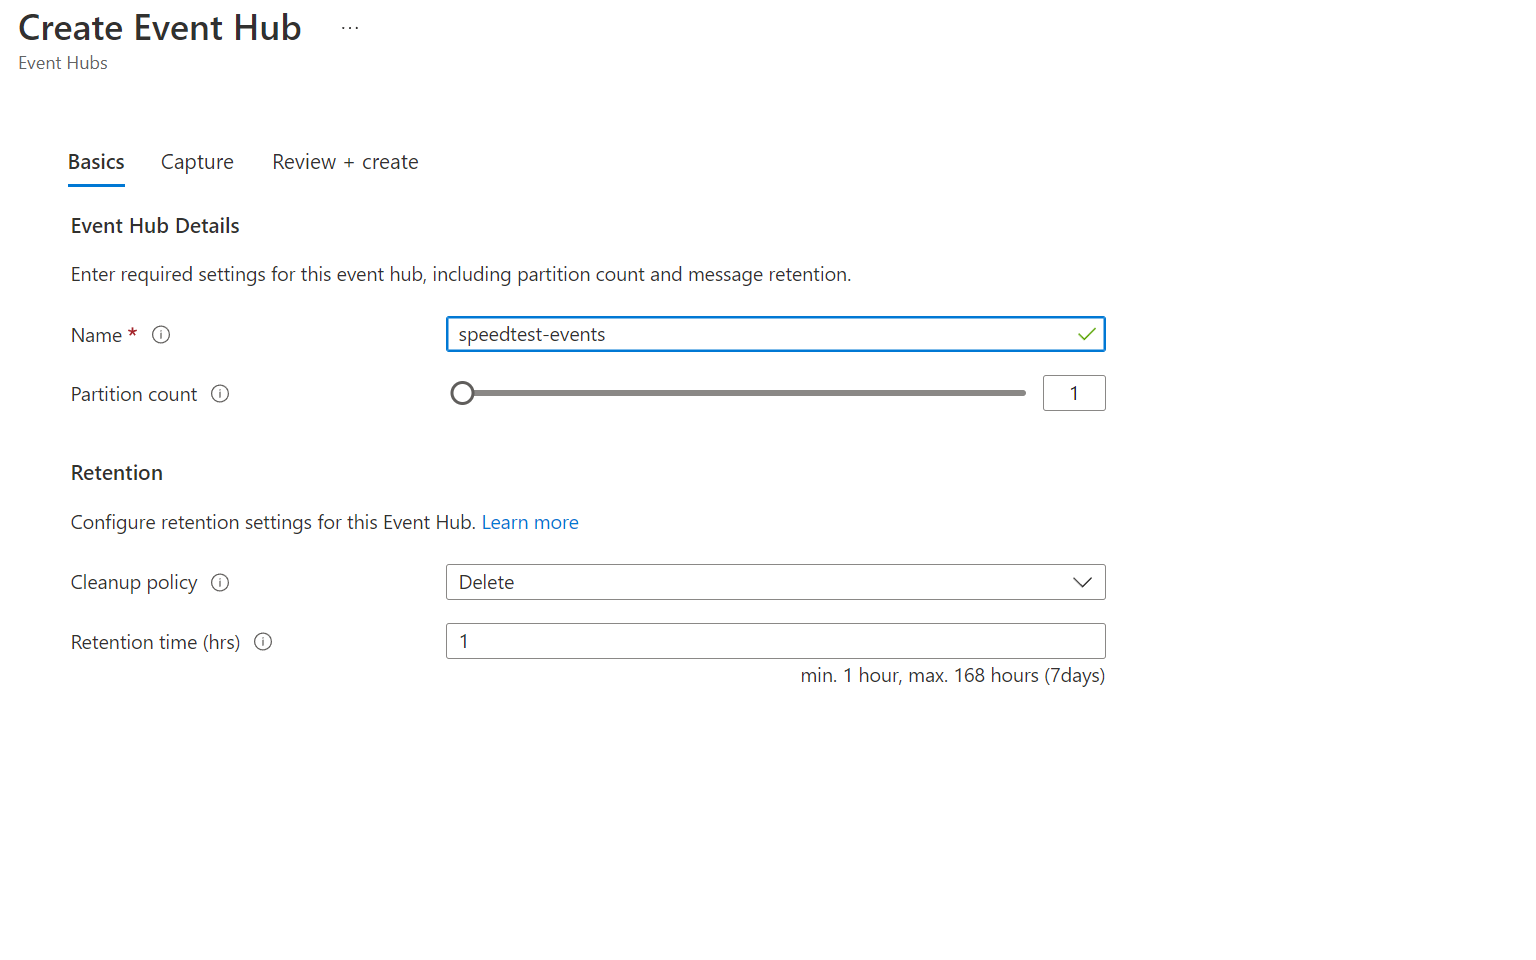 Create Event Hub ...
Event Hubs
Basics Capture Review + create
Event Hub Details
Enter required settings for this event hub, including partition count and message retention.
Name * speedtest-events
Partition count 1
Retention
Configure retention settings for this Event Hub. Learn more
Cleanup policy Delete
Retention time (hrs) 1
min. 1 hour, max. 168 hours (7days)